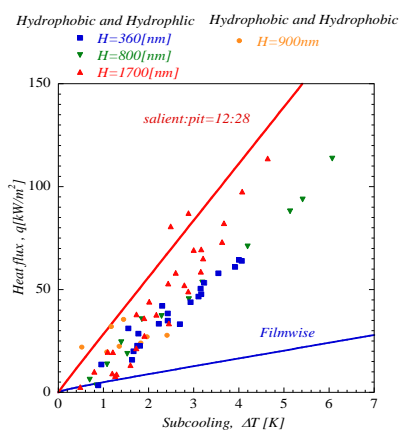 Hydrophobic and Hydrophlic
Hydrophobic and Hydrophobic
H=360[nm]
H=900nm
H=800[nm]
H=1700[nm]
150
salient:pit=12:28
100
Heat flux , q[kW/m²]
50
Filmwise
0
0 1 2 3 4 5 6 7
Subcooling, ΔT [K]